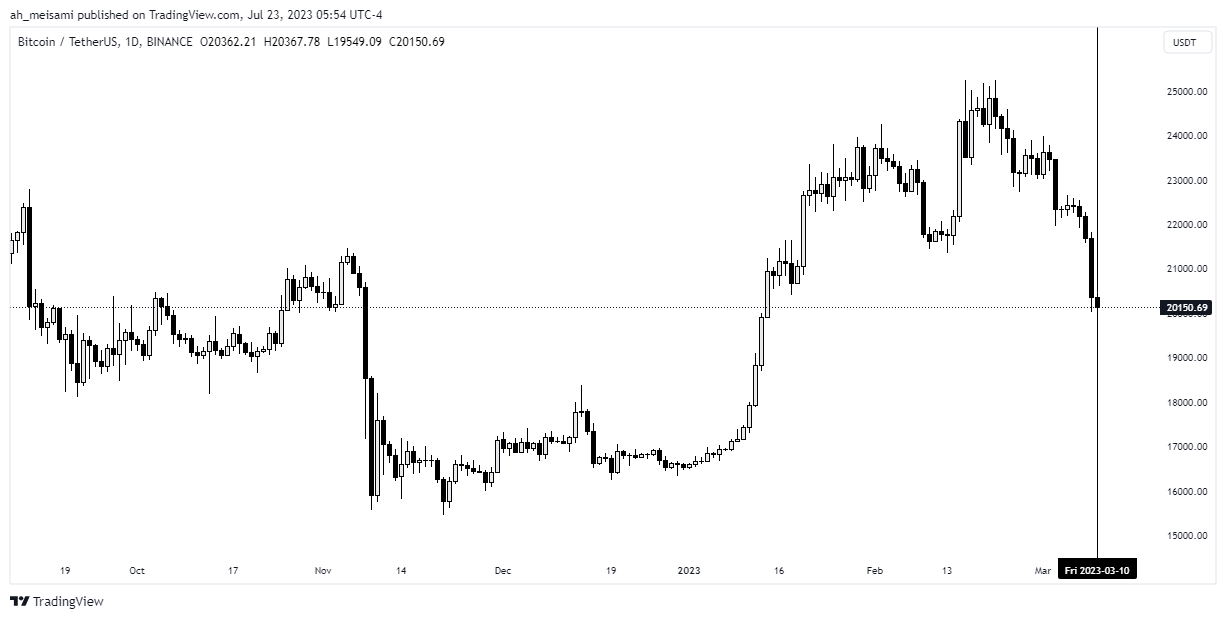 ah_meisami published on TradingView.com, Jul 23, 2023 05:54 UTC-4
Bitcoin / TetherUS, 1D, BINANCE O20362.21 H20367.78 L19549.09 C20150.69
USDT
25000.00
24000.00
23000.00
22000.00
21000.00
20150.69
19000.00
18000.00
17000.00
16000.00
15000.00
19 Oct 17 Nov 14 Dec 19 2023 16 Feb 13 Mar Fri 2023-03-10
TradingView